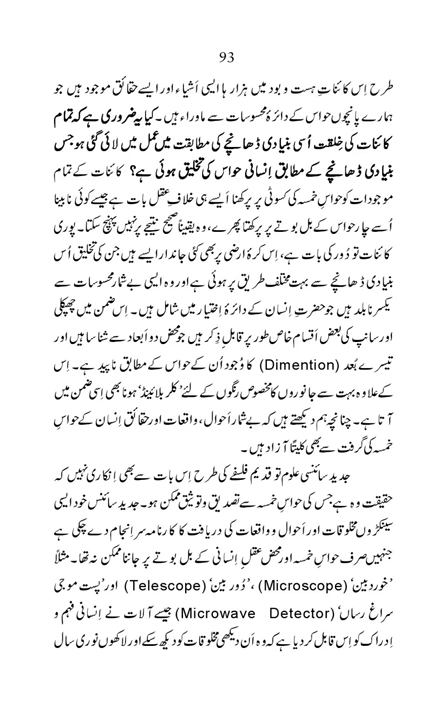 93
طرح اِس کائناتِ ہست و بود میں ہزار ہا ایسی اَشیاء اور ایسے حقائق موجود ہیں جو
ہمارے پانچوں حواس کے دائرۂ محسوسات سے ماوراء ہیں۔ کیا یہ ضروری ہے کہ تمام
کائنات کی خِلقت اُسی بنیادی ڈھانچے کی مطابقت میں عمل میں لائی گئی ہو جس
بنیادی ڈھانچے کے مطابق اِنسانی حواس کی تخلیق ہوئی ہے؟ کائنات کے تمام
موجودات کو حواسِ خمسہ کی کسوٹی پر پرکھنا اَیسے ہی خلافِ عقل بات ہے جیسے کوئی نابینا
اُسے چار حواس کے بل بوتے پر پرکھتا پھرے، وہ یقیناً صحیح نتیجے پر نہیں پہنچ سکتا۔ پوری
کائنات تو دُور کی بات ہے، اِس کرۂ ارضی پر بھی کئی جاندار ایسے ہیں جن کی تخلیق اُس
بنیادی ڈھانچے سے بہت مختلف طریق پر ہوئی ہے اور وہ ایسی بے شمار محسوسات سے
یکسر نابلد ہیں جو حضرتِ اِنسان کے دائرۂ اِختیار میں شامل ہیں۔ اِس ضمن میں چھپکلی
اور سانپ کی بعض اَقسام خاص طور پر قابلِ ذِکر ہیں جو محض دو اَبعاد سے شناسا ہیں اور
تیسرے بُعد (Dimention) کا وُجود اُن کے حواس کے مطابق ناپید ہے۔ اِس
کے علاوہ بہت سے جانوروں کا مخصوص رنگوں کے لئے ’کلر بلائینڈ‘ ہونا بھی اِسی ضمن میں
آتا ہے۔ چنانچہ ہم دیکھتے ہیں کہ بے شمار اَحوال، واقعات اور حقائق اِنسان کے حواسِ
خمسہ کی گرفت سے بھی کلیتاً آزاد ہیں۔
جدید سائنسی علوم تو قدیم فلسفے کی طرح اِس بات سے بھی اِنکاری نہیں کہ
حقیقت وہ ہے جس کی حواسِ خمسہ سے تصدیق و توثیق ممکن ہو۔ جدید سائنس خود ایسی
سینکڑوں مخلوقات اور اَحوال و واقعات کی دریافت کا کارنامہ سر اِنجام دے چکی ہے
جنہیں صرف حواسِ خمسہ اور محض عقلِ اِنسانی کے بل بوتے پر جاننا ممکن نہ تھا۔ مثلاً
’خوردبین‘ (Microscope)، ’دُوربین‘ (Telescope) اور ’پست موجی
سراغ رساں‘ (Microwave Detector) جیسے آلات نے اِنسانی فہم و
اِدراک کو اِس قابل کر دیا ہے کہ وہ اَن دیکھی مخلوقات کو دیکھ سکے اور لاکھوں نوری سال